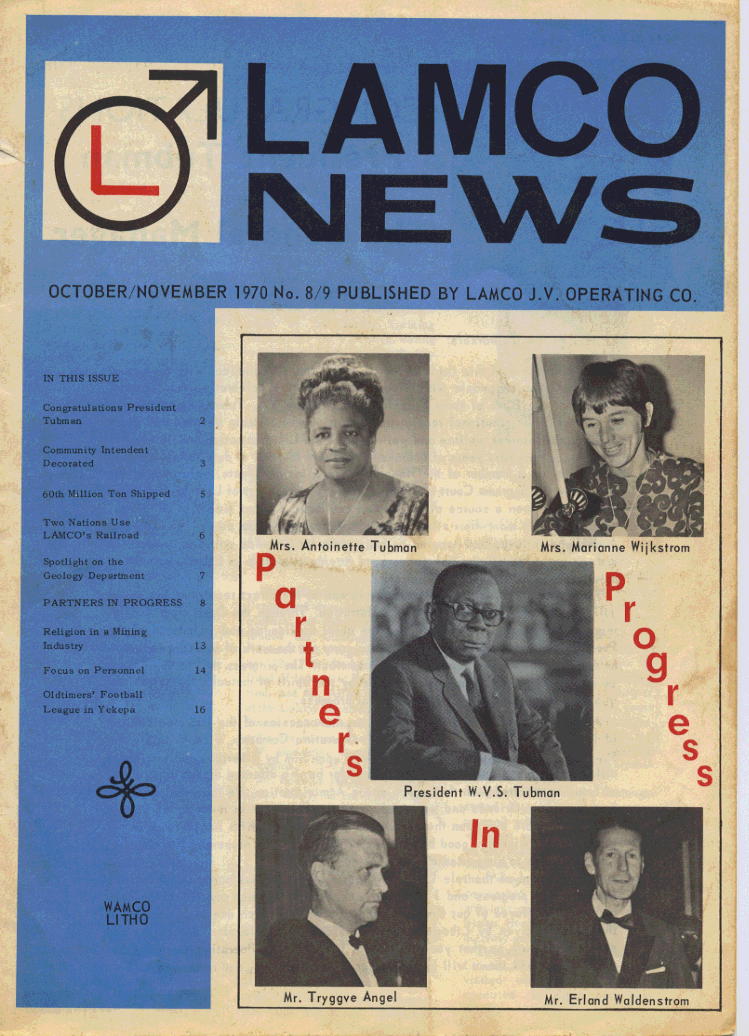 L
LAMCO
NEWS
OCTOBER/NOVEMBER 1970 No. 8/9 PUBLISHED BY LAMCO J.V. OPERATING CO.
IN THIS ISSUE
Congratulations President
Tubman 2
Community Intendent
Decorated 3
60th Million Ton Shipped 5
Two Nations Use
LAMCO's Railroad 6
Spotlight on the
Geology Department 7
PARTNERS IN PROGRESS 8
Religion in a Mining
Industry 13
Focus on Personnel 14
Oldtimers' Football
League in Yekepa 16
WAMCO
LITHO
Mrs. Antoinette Tubman
Mrs. Marianne Wijkstrom
Partners
In
Progress
President W.V.S. Tubman
Mr. Tryggve Angel
Mr. Erland Waldenstrom